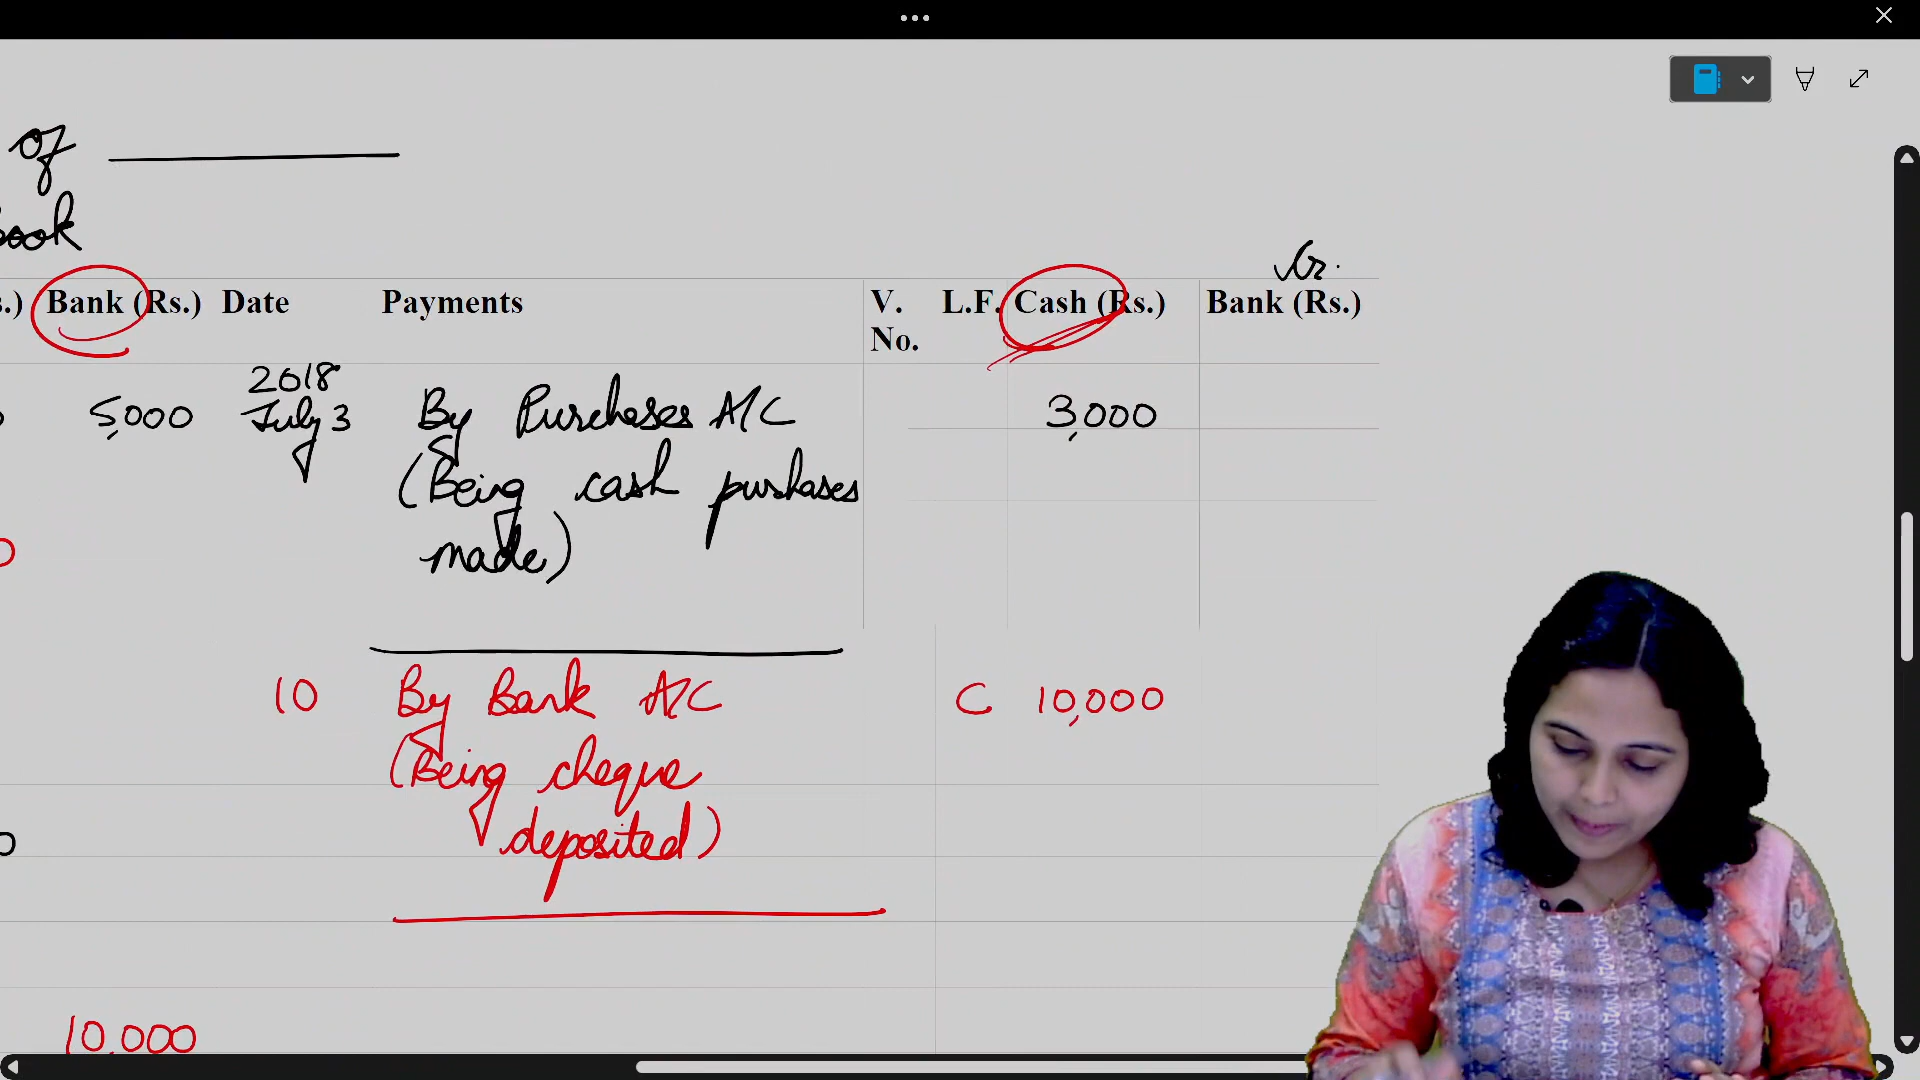 of
Book
Cr.
.) Bank (Rs.) Date Payments V. No. L.F. Cash (Rs.) Bank (Rs.)
5,000 2018 July 3 By Purchases A/C 3,000
(Being cash purchases
made)
10 By Bank A/C C 10,000
(Being cheque
deposited)
10,000